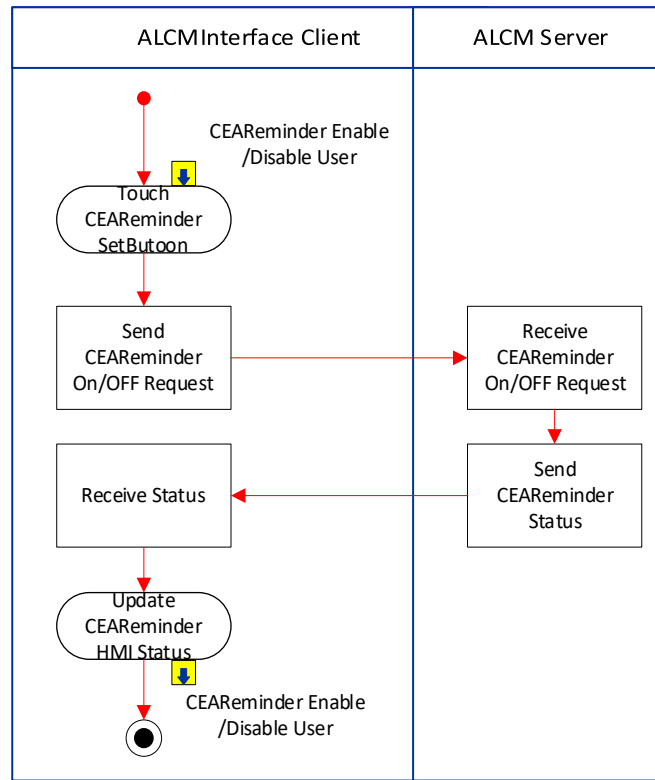 ALCMInterface Client
ALCM Server
CEAReminder Enable
/Disable User
Touch
CEAReminder
SetButoon
Send
CEAReminder
On/OFF Request
Receive
CEAReminder
On/OFF Request
Receive Status
Send
CEAReminder
Status
Update
CEAReminder
HMI Status
CEAReminder Enable
/Disable User